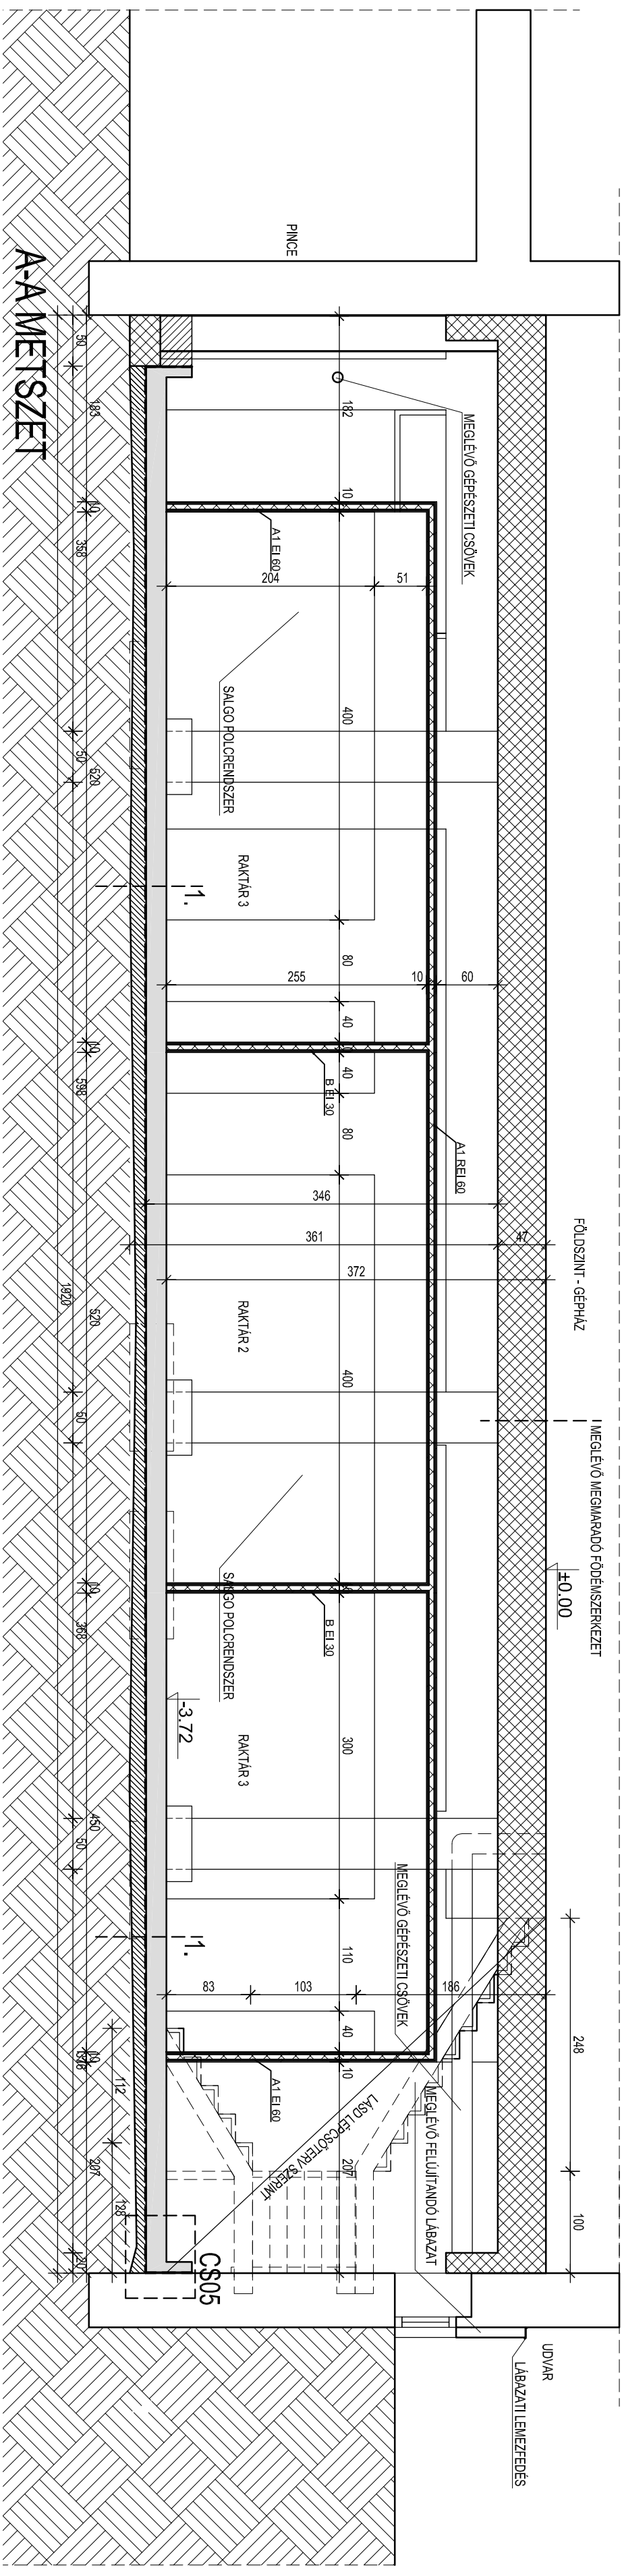 FÖLDSZINT - GÉPHÁZ
MEGLÉVŐ MEGMARADÓ FÖDÉMSZERKEZET
±0.00
UDVAR
LÁBAZATI LEMEZFEDÉS
PINCE
MEGLÉVŐ GÉPÉSZETI CSÖVEK
A1 REI 60
47
60
10
248
100
MEGLÉVŐ GÉPÉSZETI CSÖVEK
MEGLÉVŐ FELÚJÍTANDÓ LÁBAZAT
186
51
182
10
400
80
40
40
80
400
300
110
40
10
207
A1 EI 60
204
255
B EI 30
346
361
372
B EI 30
83
103
A1 EI 60
LÁSD LÉPCSŐTERV SZERINT
SALGO POLCRENDSZER
RAKTÁR 3
RAKTÁR 2
SALGO POLCRENDSZER
RAKTÁR 3
-3.72
1.
1.
CS05
112
128
183
10
358
520
10
598
520
10
368
450
10
207
50
50
50
20
1920
A-A METSZET